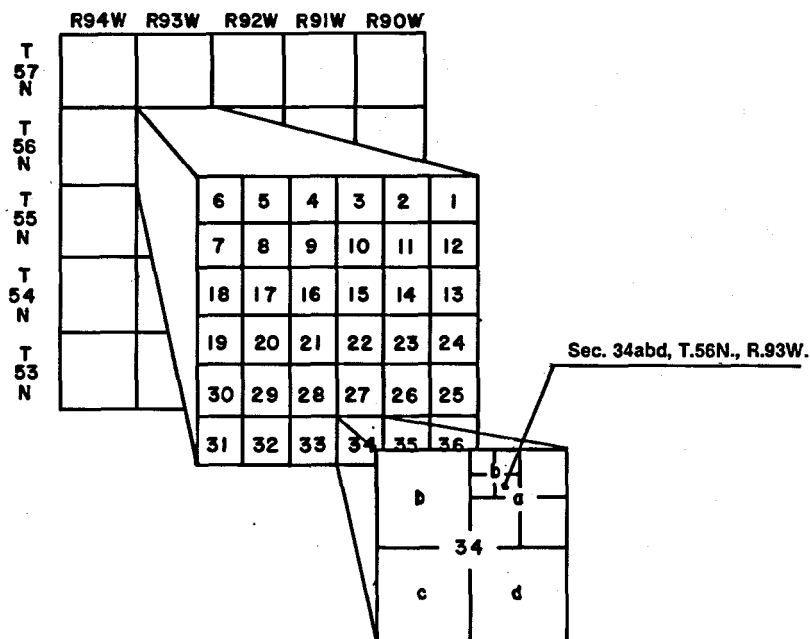 R94W R93W R92W R91W R90W
T
57
N
T
56
N
T
55
N
T
54
N
T
53
N
6 5 4 3 2 1
7 8 9 10 11 12
18 17 16 15 14 13
19 20 21 22 23 24
30 29 28 27 26 25
31 32 33 34 35 36
Sec. 34abd, T.56N., R.93W.
b
b a
34
c d